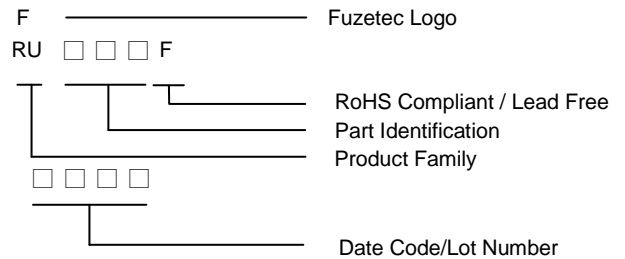 F Fuzetec Logo
RU □ □ □ F
RoHS Compliant / Lead Free
Part Identification
Product Family
□ □ □ □
Date Code/Lot Number